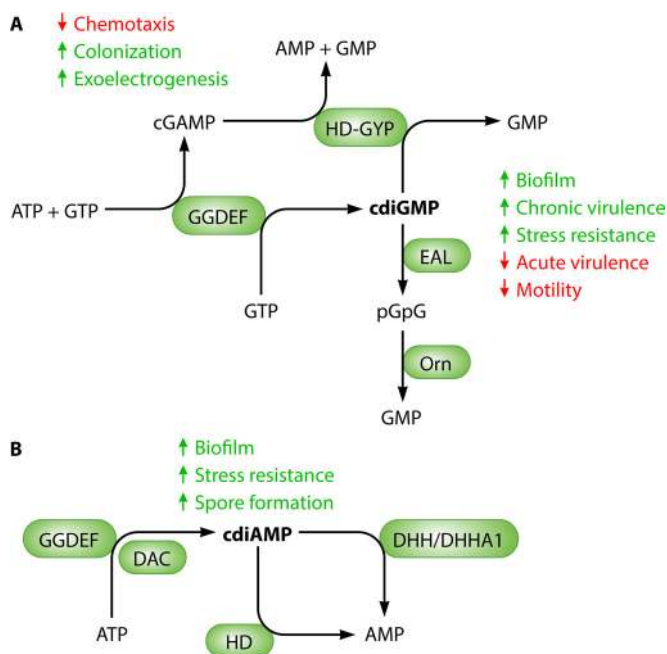 A
↓ Chemotaxis
↑ Colonization
↑ Exoelectrogenesis
AMP + GMP
cGAMP
HD-GYP
GMP
ATP + GTP
GGDEF
cdiGMP
↑ Biofilm
↑ Chronic virulence
↑ Stress resistance
↓ Acute virulence
↓ Motility
EAL
GTP
pGpG
Orn
GMP
B
↑ Biofilm
↑ Stress resistance
↑ Spore formation
GGDEF
DAC
cdiAMP
DHH/DHHA1
ATP
HD
AMP